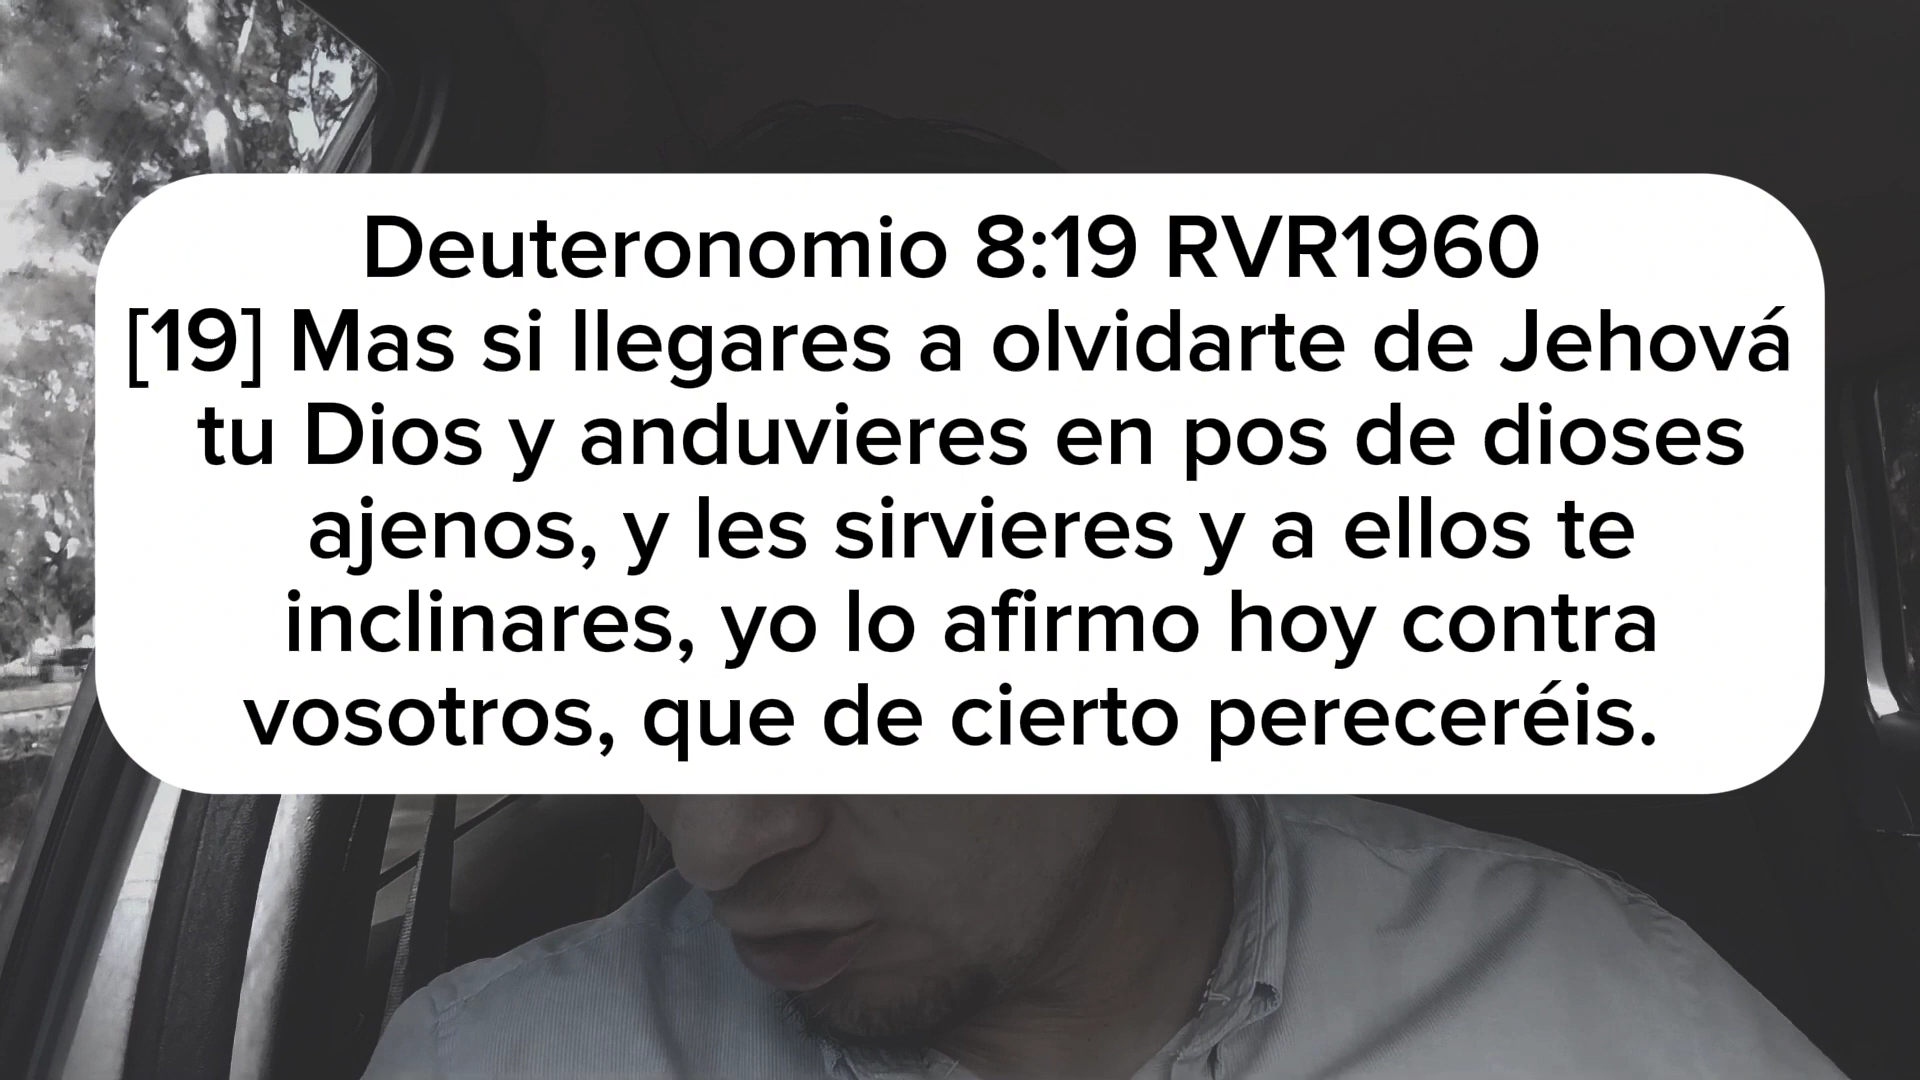 Deuteronomio 8:19 RVR1960
[19] Mas si llegares a olvidarte de Jehová
tu Dios y anduvieres en pos de dioses
ajenos, y les sirvieres y a ellos te
inclinares, yo lo afirmo hoy contra
vosotros, que de cierto pereceréis.